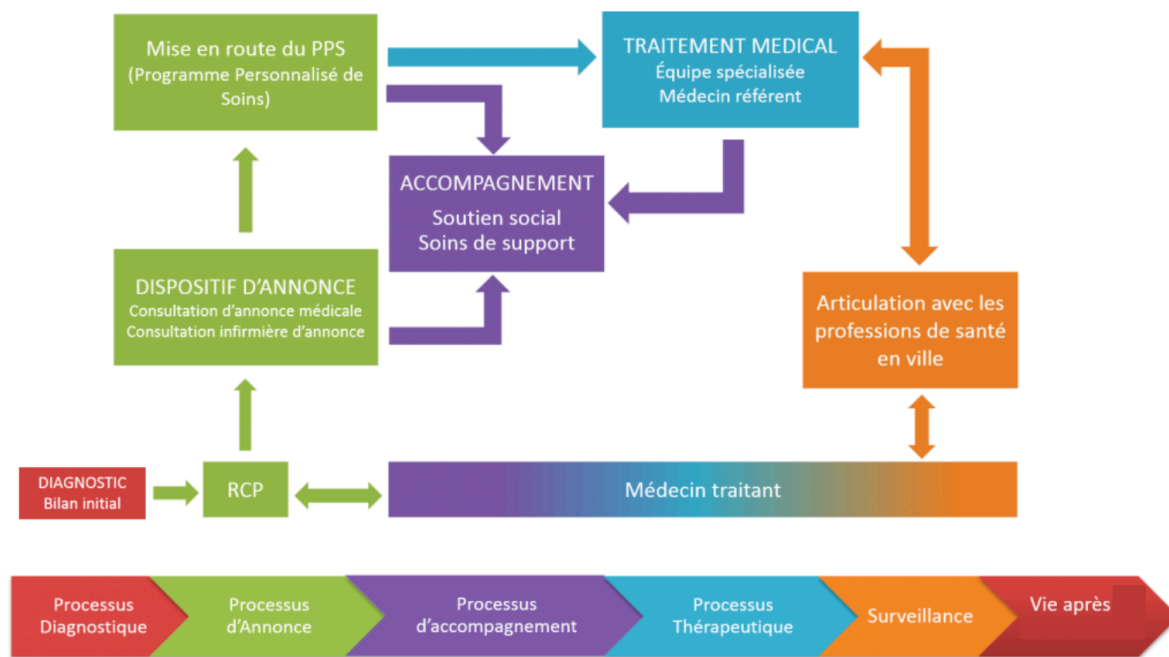 Mise en route du PPS
(Programme Personnalisé de
Soins)
TRAITEMENT MEDICAL
Équipe spécialisée
Médecin référent
ACCOMPAGNEMENT
Soutien social
Soins de support
DISPOSITIF D'ANNONCE
Consultation d'annonce médicale
Consultation infirmière d'annonce
Articulation avec les
professions de santé
en ville
DIAGNOSTIC
Bilan initial
RCP
Médecin traitant
Processus
Diagnostique
Processus
d'Annonce
Processus
d'accompagnement
Processus
Thérapeutique
Surveillance
Vie après